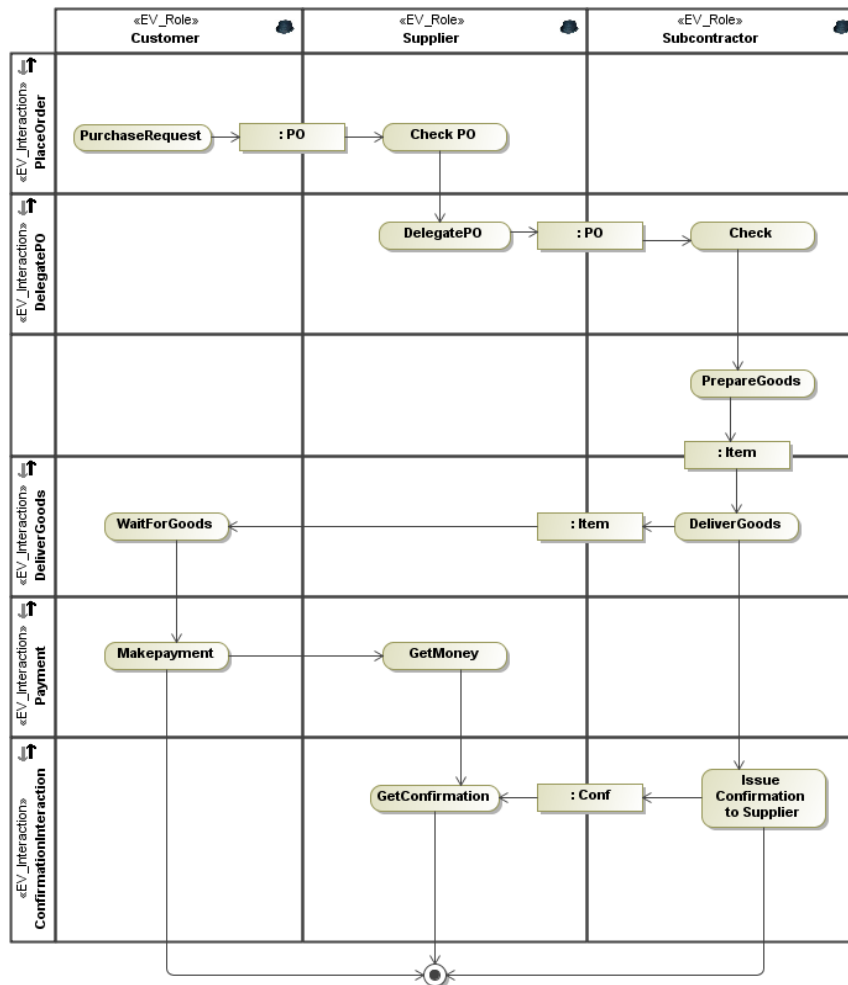 «EV_Role»
Customer
«EV_Role»
Supplier
«EV_Role»
Subcontractor
«EV_Interaction»
PlaceOrder
PurchaseRequest
: PO
Check PO
«EV_Interaction»
DelegatePO
DelegatePO
: PO
Check
PrepareGoods
: Item
«EV_Interaction»
DeliverGoods
WaitForGoods
: Item
DeliverGoods
«EV_Interaction»
Payment
Makepayment
GetMoney
«EV_Interaction»
ConfirmationInteraction
GetConfirmation
: Conf
Issue
Confirmation
to Supplier